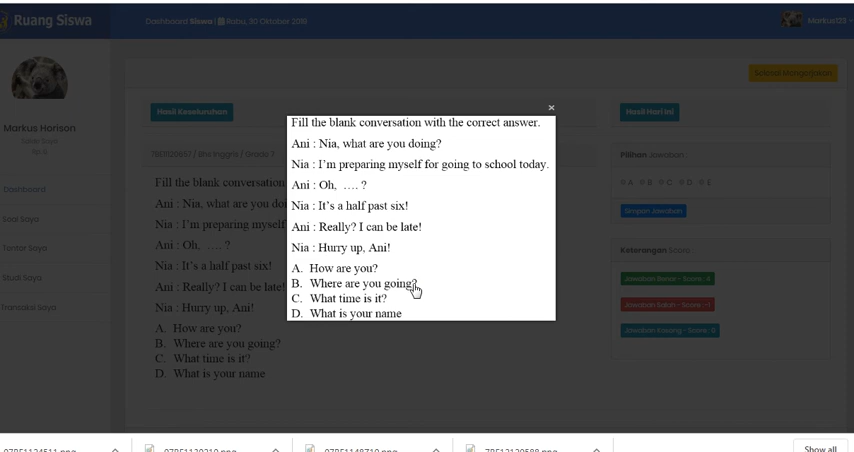 Ruang Siswa
Dashboard Siswa | Rabu, 30 Oktober 2019
Markus123
Selesai Mengerjakan
Hasil Keseluruhan
Hasil Hari Ini
Markus Harison
Dashboard
Soal Saya
Tentor Saya
Studi Saya
Transaksi Saya
Fill the blank conversation
Ani : Nia, what are you do
Nia : I'm preparing myself
Ani : Oh, .... ?
Nia : It's a half past six!
Ani : Really? I can be late!
Nia : Hurry up, Ani!
A. How are you?
B. Where are you going?
C. What time is it?
D. What is your name
Fill the blank conversation with the correct answer.
Ani : Nia, what are you doing?
Nia : I'm preparing myself for going to school today.
Ani : Oh, .... ?
Nia : It's a half past six!
Ani : Really? I can be late!
Nia : Hurry up, Ani!
A. How are you?
B. Where are you going?
C. What time is it?
D. What is your name
Pilihan Jawaban :
A B C D E
Simpan Jawaban
Keterangan Score
Jawaban Benar - Score : 4
Jawaban Salah - Score : -1
Jawaban Kosong - Score : 0
Show all